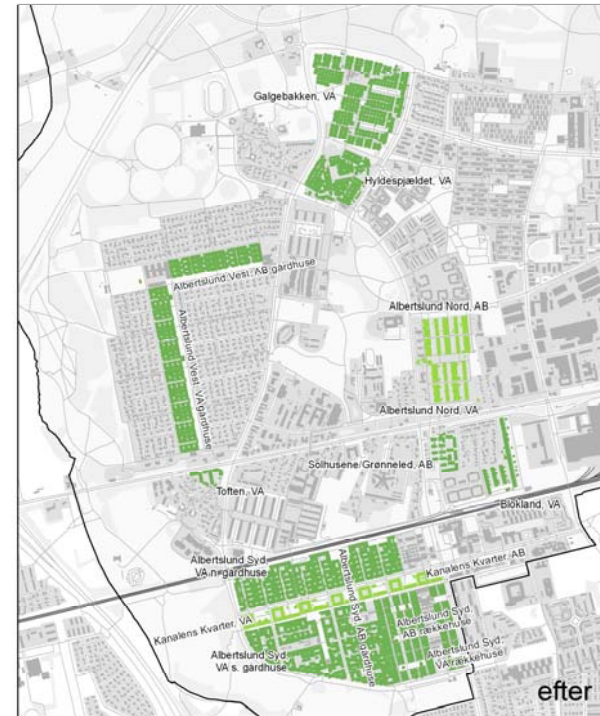 Galgebakken, VA
Hyldespjældet, VA
Albertslund Vest, AB gårdhuse
Albertslund Nord, AB
Albertslund Vest, VA gårdhuse
Albertslund Nord, VA
Solhusene/Grønneled, AB
Toften, VA
Blokland, VA
Albertslund Syd,
VA n. gårdhuse
Albertslund Syd, AB gårdhuse
Kanalens Kvarter, AB
Kanalens Kvarter, VA
Albertslund Syd,
AB rækkehuse
Albertslund Syd,
VA s. gårdhuse
Albertslund Syd,
VA rækkehuse
efter